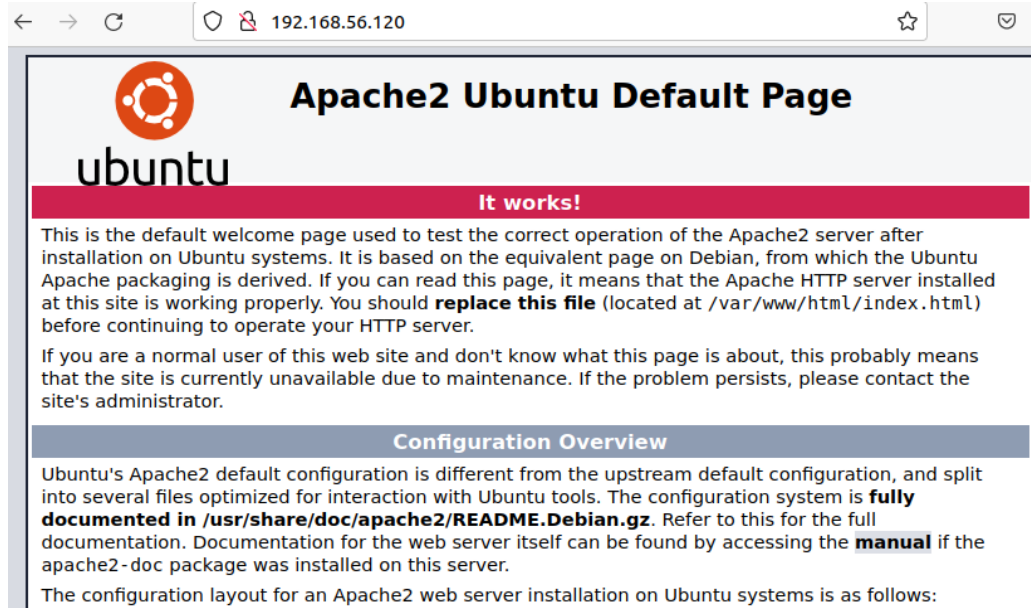 192.168.56.120
Apache2 Ubuntu Default Page
ubuntu
It works!
This is the default welcome page used to test the correct operation of the Apache2 server after
installation on Ubuntu systems. It is based on the equivalent page on Debian, from which the Ubuntu
Apache packaging is derived. If you can read this page, it means that the Apache HTTP server installed
at this site is working properly. You should replace this file (located at /var/www/html/index.html)
before continuing to operate your HTTP server.
If you are a normal user of this web site and don't know what this page is about, this probably means
that the site is currently unavailable due to maintenance. If the problem persists, please contact the
site's administrator.
Configuration Overview
Ubuntu's Apache2 default configuration is different from the upstream default configuration, and split
into several files optimized for interaction with Ubuntu tools. The configuration system is fully
documented in /usr/share/doc/apache2/README.Debian.gz. Refer to this for the full
documentation. Documentation for the web server itself can be found by accessing the manual if the
apache2-doc package was installed on this server.
The configuration layout for an Apache2 web server installation on Ubuntu systems is as follows: